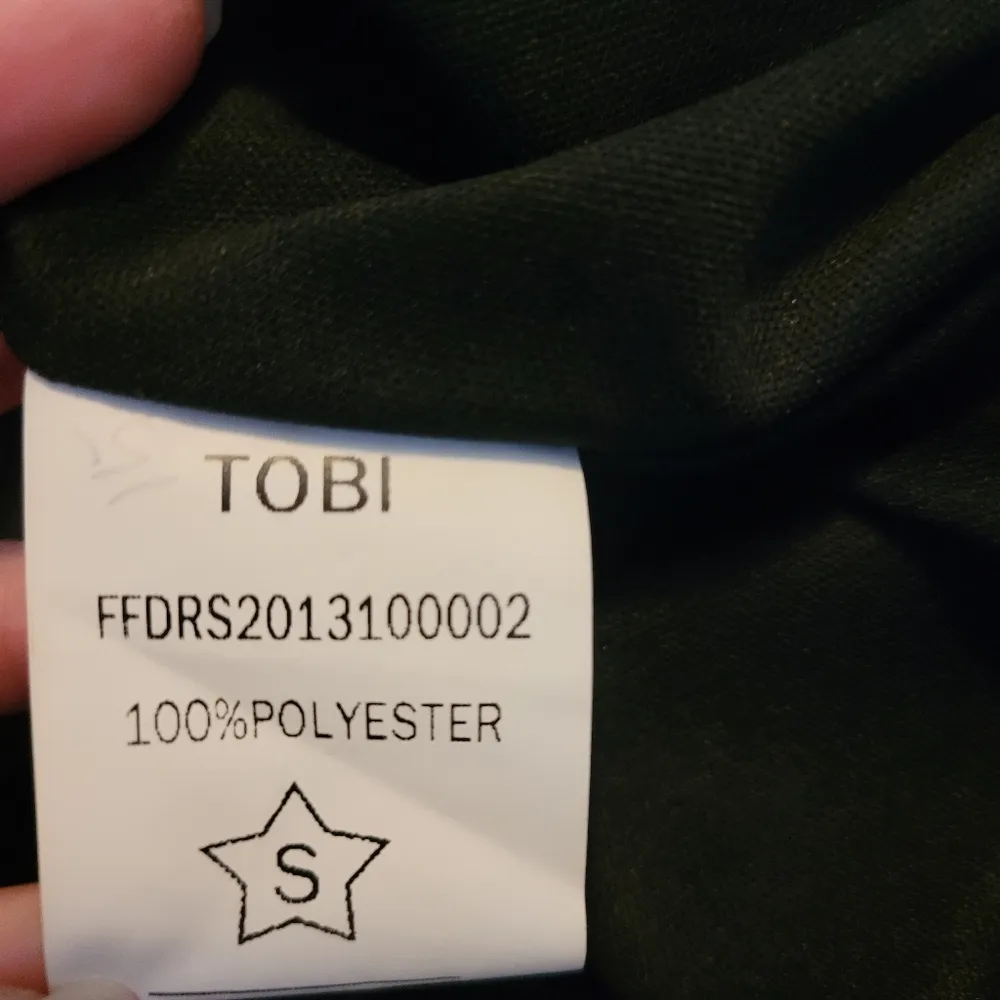 TOBI
FFDRS2013100002
100%POLYESTER
S